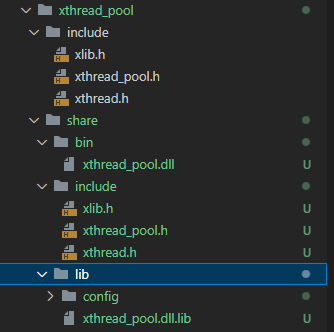 xthread_pool
include
xlib.h
xthread_pool.h
xthread.h
share
bin
xthread_pool.dll U
include
xlib.h U
xthread_pool.h U
xthread.h U
lib
config
xthread_pool.dll.lib U